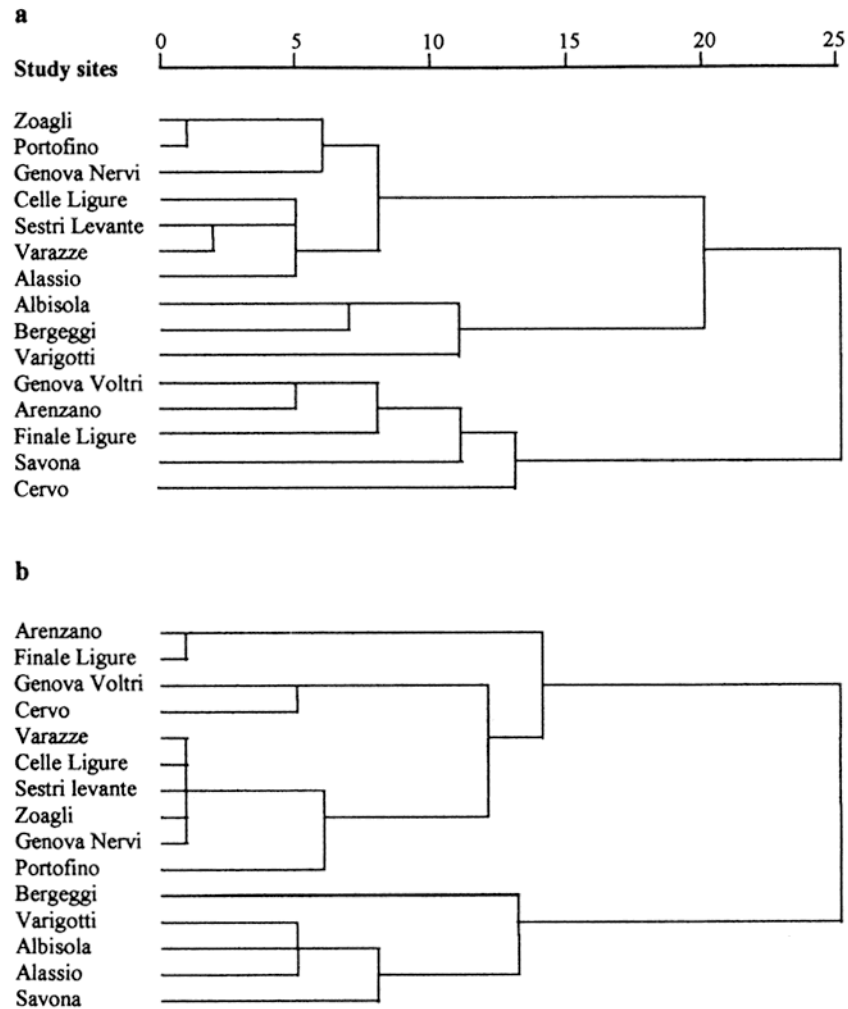 a
0 5 10 15 20 25
Study sites
Zoagli
Portofino
Genova Nervi
Celle Ligure
Sestri Levante
Varazze
Alassio
Albisola
Bergeggi
Varigotti
Genova Voltri
Arenzano
Finale Ligure
Savona
Cervo
b
Arenzano
Finale Ligure
Genova Voltri
Cervo
Varazze
Celle Ligure
Sestri levante
Zoagli
Genova Nervi
Portofino
Bergeggi
Varigotti
Albisola
Alassio
Savona